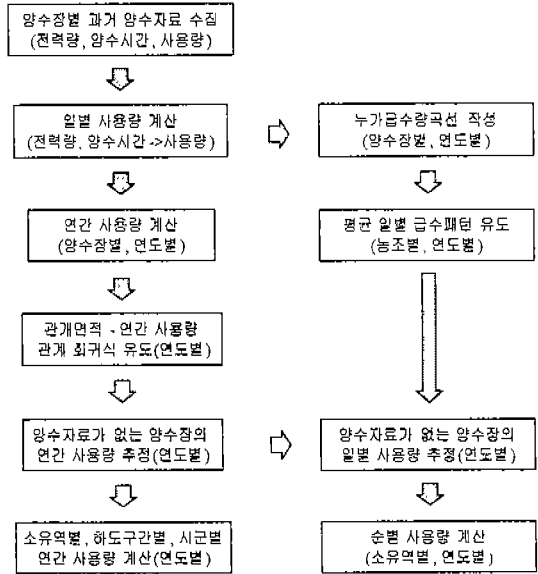 양수장별 과거 양수자료 수집
(전력량, 양수시간, 사용량)
일별 사용량 계산
(전력량, 양수시간->사용량)
누가급수량곡선 작성
(양수장별, 연도별)
연간 사용량 계산
(양수장별, 연도별)
평균 일별 급수패턴 유도
(농조별, 연도별)
관개면적 - 연간 사용량
관계 회귀식 유도(연도별)
양수자료가 없는 양수장의
연간 사용량 추정(연도별)
양수자료가 없는 양수장의
일별 사용량 추정(연도별)
소유역별, 하도구간별, 시군별
연간 사용량 계산(연도별)
순별 사용량 계산
(소유역별, 연도별)